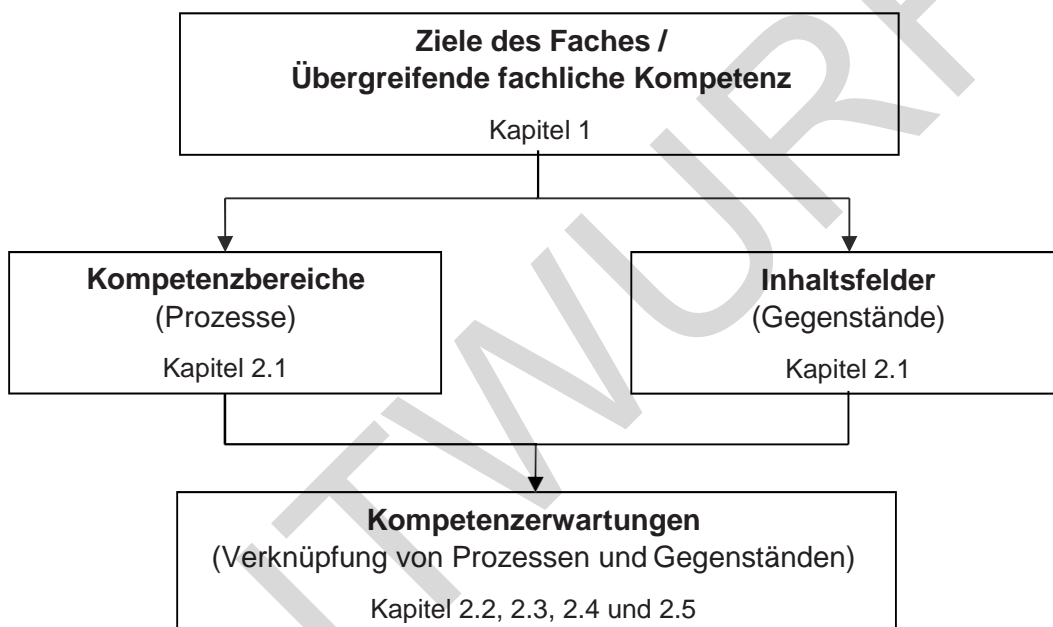 Ziele des Faches /
Übergreifende fachliche Kompetenz
Kapitel 1
Kompetenzbereiche
(Prozesse)
Kapitel 2.1
Inhaltsfelder
(Gegenstände)
Kapitel 2.1
Kompetenzerwartungen
(Verknüpfung von Prozessen und Gegenständen)
Kapitel 2.2, 2.3, 2.4 und 2.5